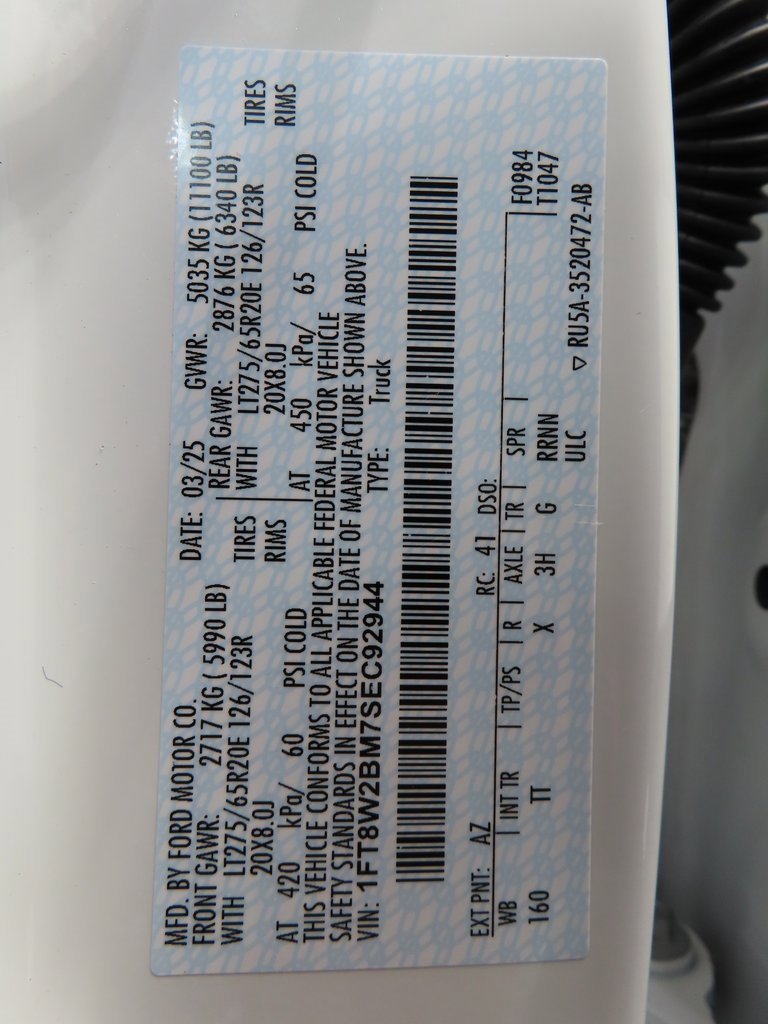 MFD. BY FORD MOTOR CO.
DATE: 03/25 GVWR: 5035 KG (11100 LB)
FRONT GAWR: 2717 KG ( 5990 LB)
REAR GAWR: 2876 KG ( 6340 LB)
WITH LT275/65R20E 126/123R TIRES
WITH LT275/65R20E 126/123R TIRES
20X8.0J RIMS
20X8.0J RIMS
AT 420 kPa/ 60 PSI COLD
AT 450 kPa/ 65 PSI COLD
THIS VEHICLE CONFORMS TO ALL APPLICABLE FEDERAL MOTOR VEHICLE
SAFETY STANDARDS IN EFFECT ON THE DATE OF MANUFACTURE SHOWN ABOVE.
VIN: 1FT8W2BM7SEC92944 TYPE: Truck
EXT PNT: AZ RC: 41 DSO:
WB INT TR TP/PS R AXLE TR SPR F0984
160 TT X 3H G RRNN T1047
ULC ▽ RU5A-3520472-AB